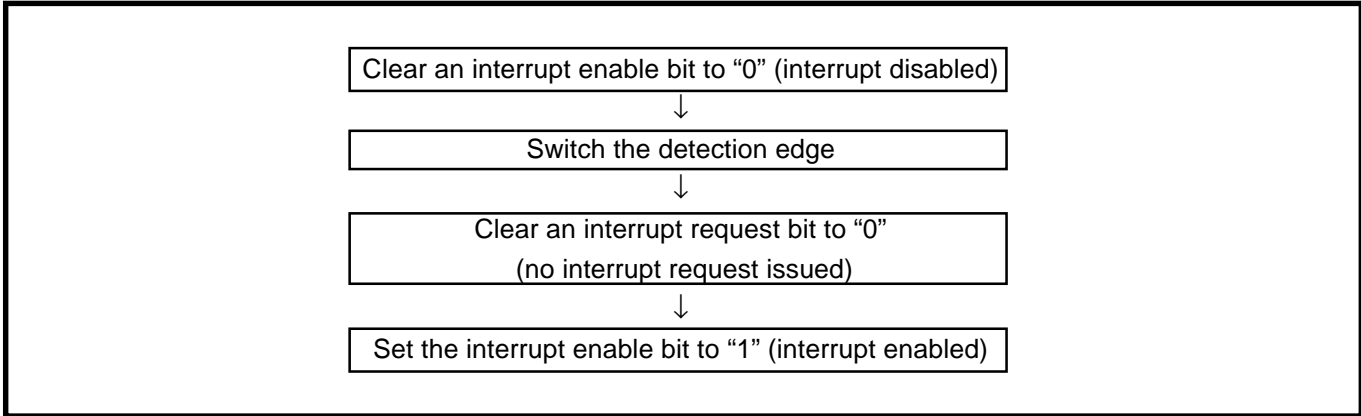 Clear an interrupt enable bit to “0” (interrupt disabled)
↓
Switch the detection edge
↓
Clear an interrupt request bit to “0”
(no interrupt request issued)
↓
Set the interrupt enable bit to “1” (interrupt enabled)